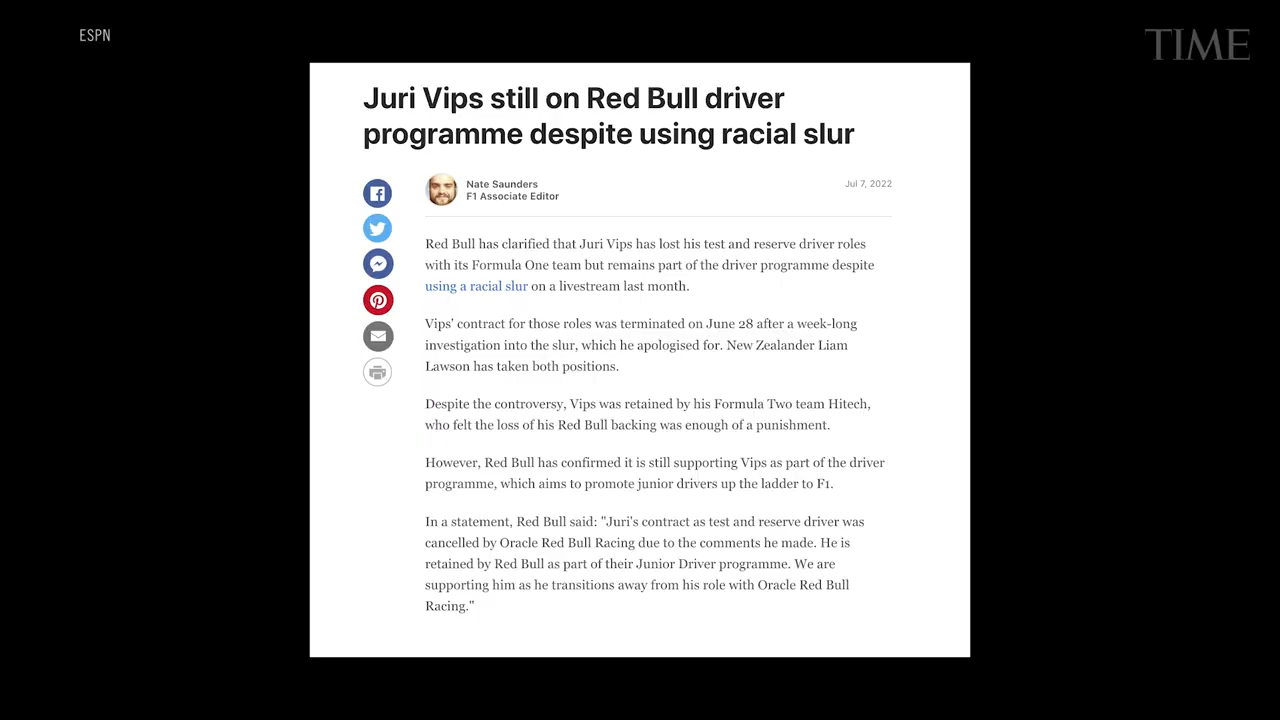 ESPN
TIME
Juri Vips still on Red Bull driver
programme despite using racial slur
Nate Saunders
F1 Associate Editor
Jul 7, 2022
Red Bull has clarified that Juri Vips has lost his test and reserve driver roles
with its Formula One team but remains part of the driver programme despite
using a racial slur on a livestream last month.
Vips' contract for those roles was terminated on June 28 after a week-long
investigation into the slur, which he apologised for. New Zealander Liam
Lawson has taken both positions.
Despite the controversy, Vips was retained by his Formula Two team Hitech,
who felt the loss of his Red Bull backing was enough of a punishment.
However, Red Bull has confirmed it is still supporting Vips as part of the driver
programme, which aims to promote junior drivers up the ladder to F1.
In a statement, Red Bull said: "Juri's contract as test and reserve driver was
cancelled by Oracle Red Bull Racing due to the comments he made. He is
retained by Red Bull as part of their Junior Driver programme. We are
supporting him as he transitions away from his role with Oracle Red Bull
Racing."